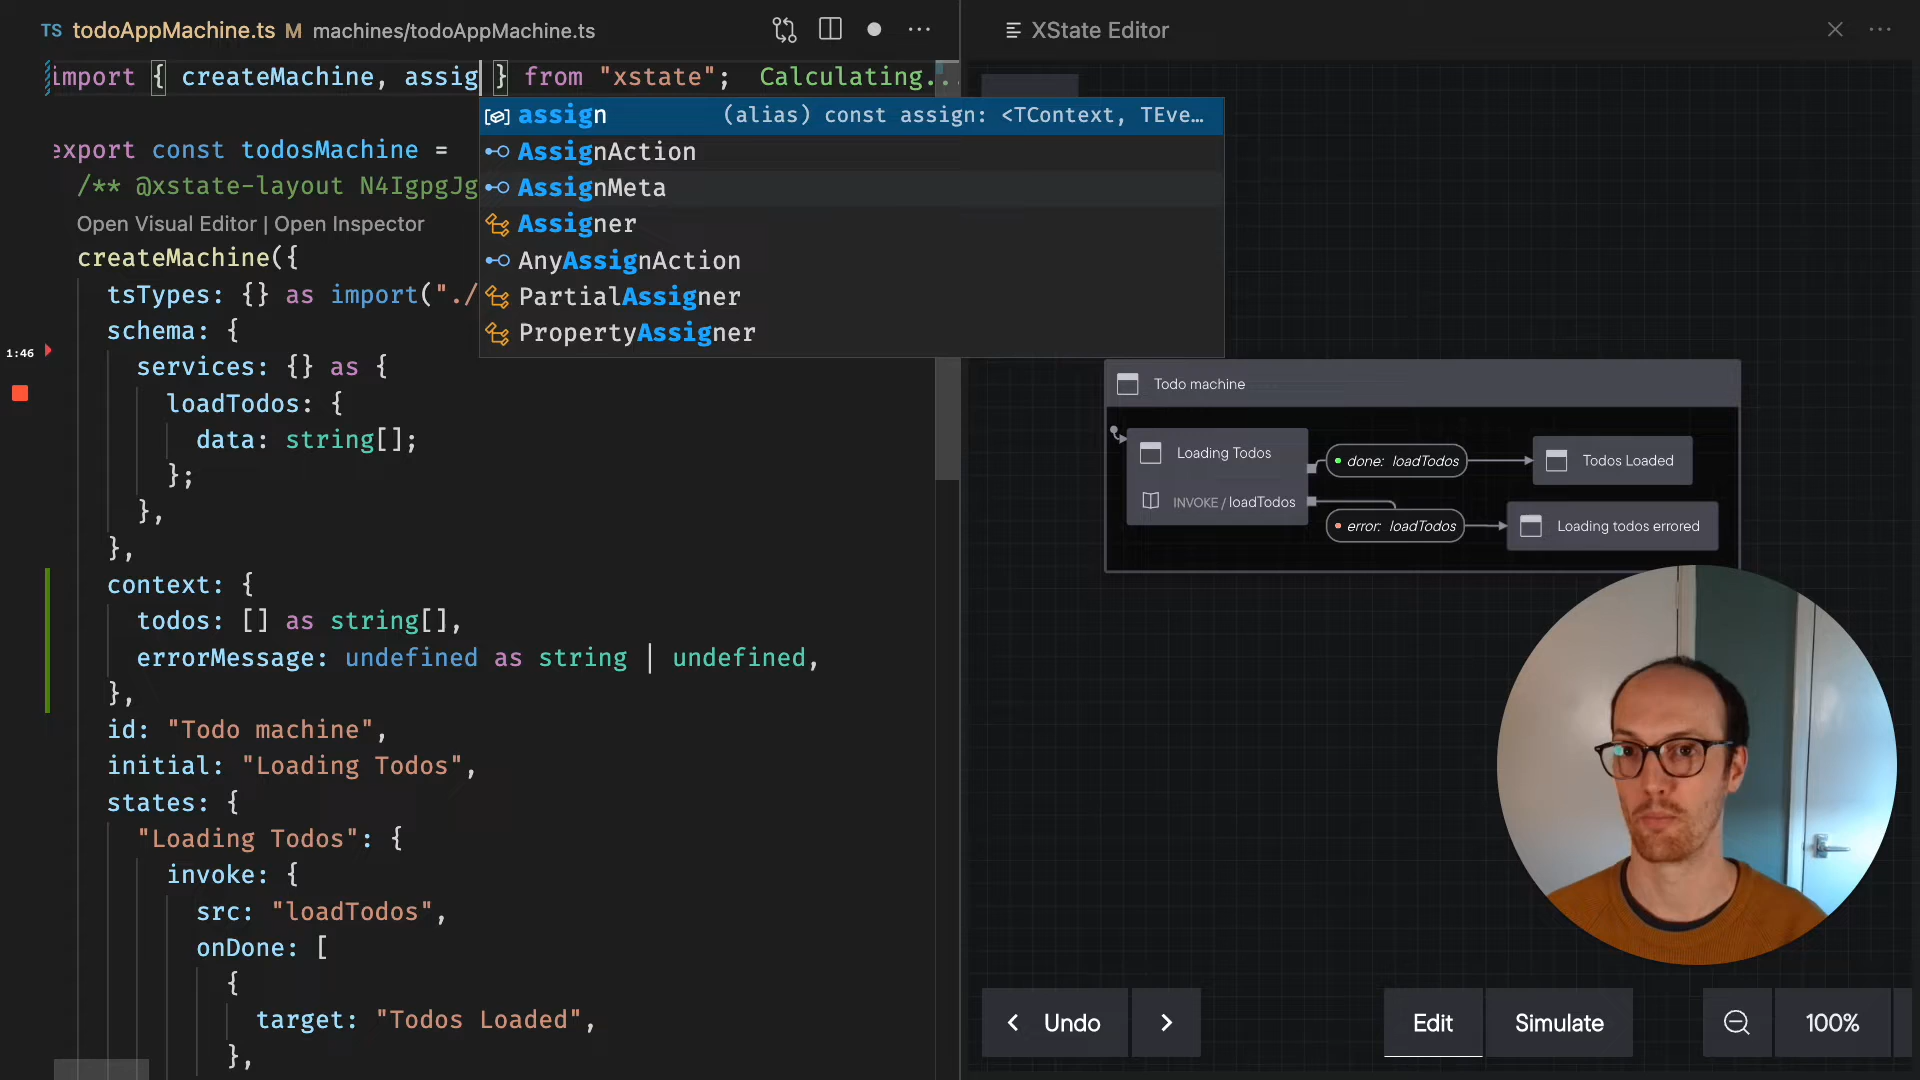 TS todoAppMachine.ts M machines/todoAppMachine.ts
import { createMachine, assig } from "xstate"; Calculating...
assign (alias) const assign: <TContext, TEve…
AssignAction
AssignMeta
Assigner
AnyAssignAction
PartialAssigner
PropertyAssigner
export const todosMachine =
/** @xstate-layout N4IgpgJg
Open Visual Editor | Open Inspector
createMachine({
tsTypes: {} as import("./
schema: {
1:46
services: {} as {
loadTodos: {
data: string[];
};
},
},
context: {
todos: [] as string[],
errorMessage: undefined as string | undefined,
},
id: "Todo machine",
initial: "Loading Todos",
states: {
"Loading Todos": {
invoke: {
src: "loadTodos",
onDone: [
{
target: "Todos Loaded",
},
XState Editor
Todo machine
Loading Todos
INVOKE / loadTodos
done: loadTodos
Todos Loaded
error: loadTodos
Loading todos errored
Undo
Edit
Simulate
100%